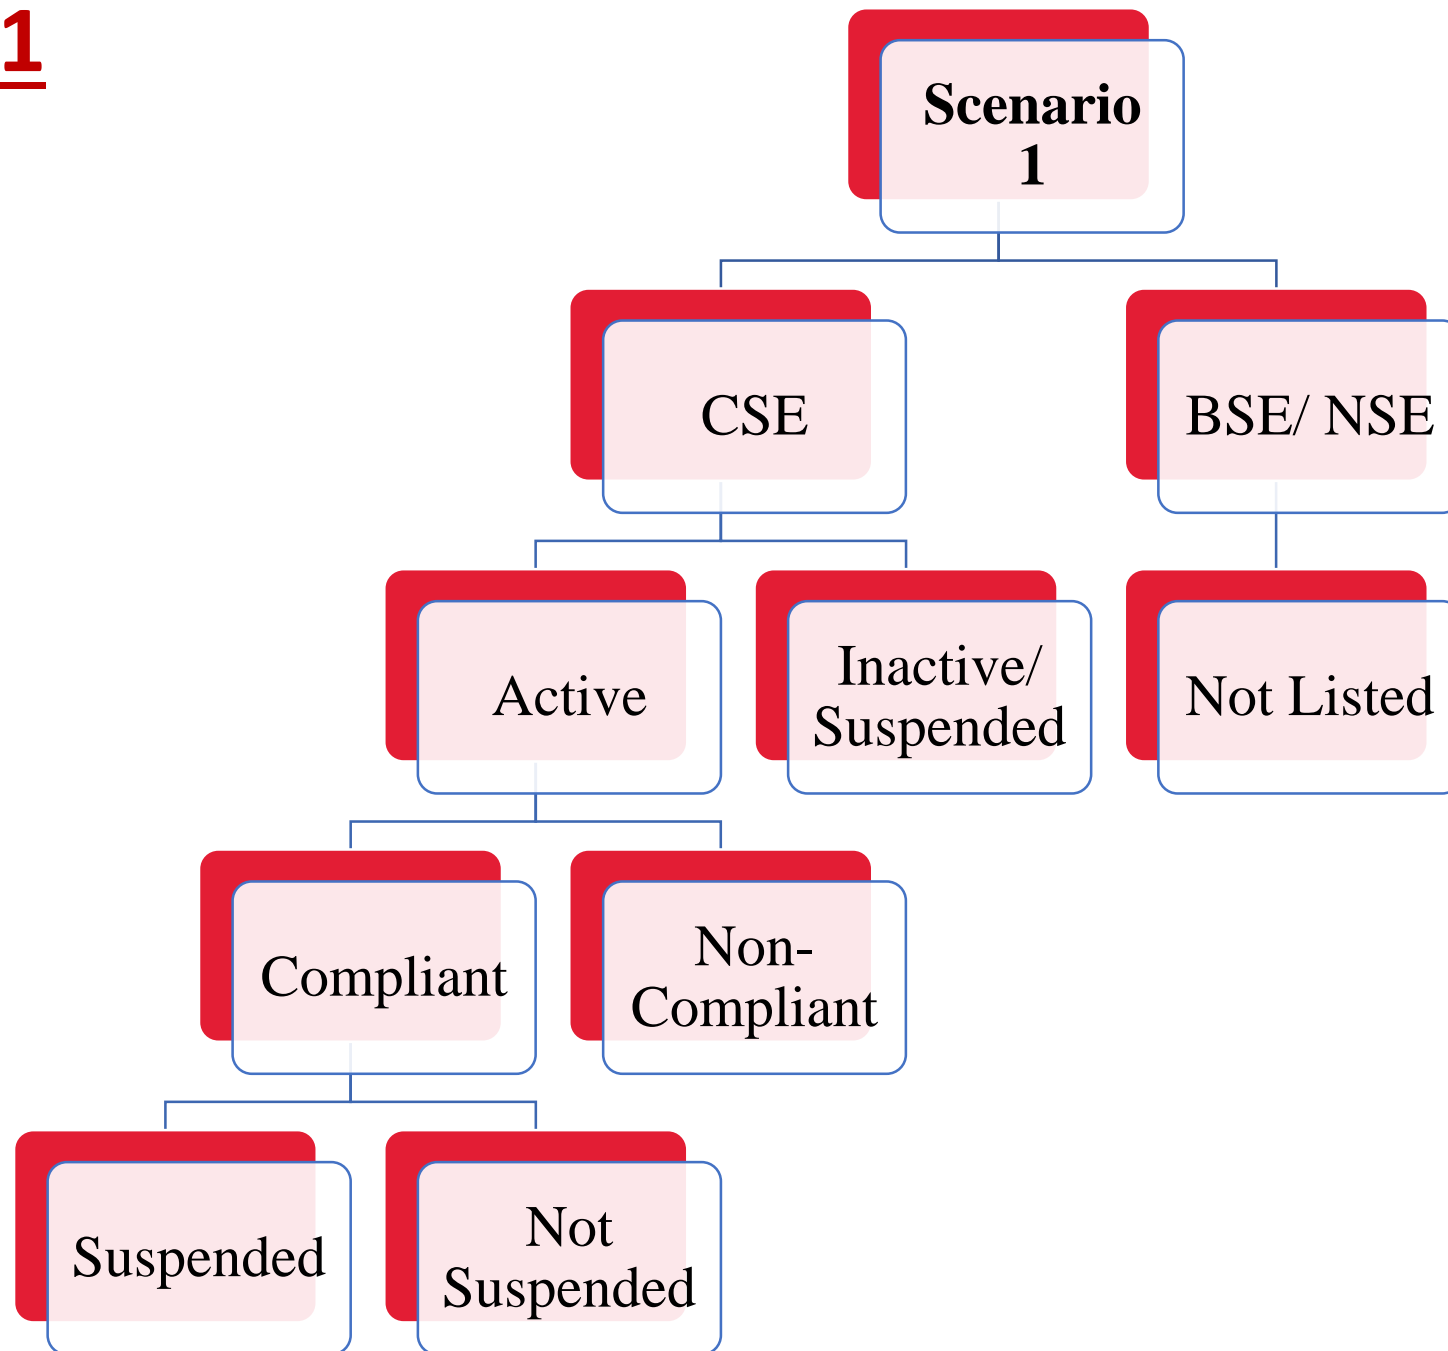 1
Scenario
1
CSE
BSE/ NSE
Active
Inactive/
Suspended
Not Listed
Compliant
Non-
Compliant
Suspended
Not
Suspended